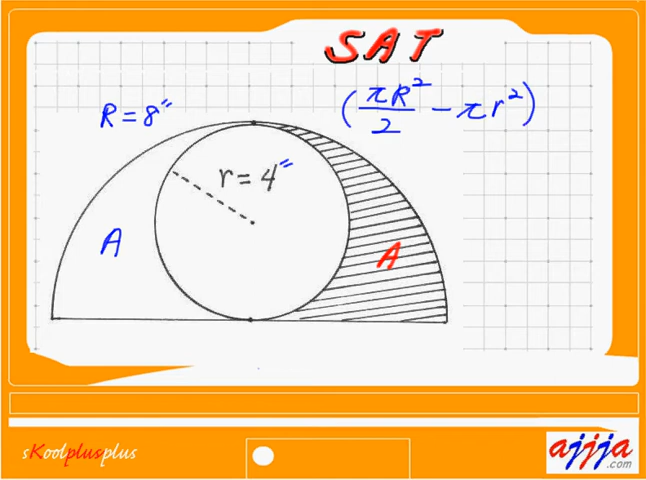 SAT
R = 8"
(πR²/2 - πr²)
r = 4"
A
A
sKoolplusplus
ajjja
.com